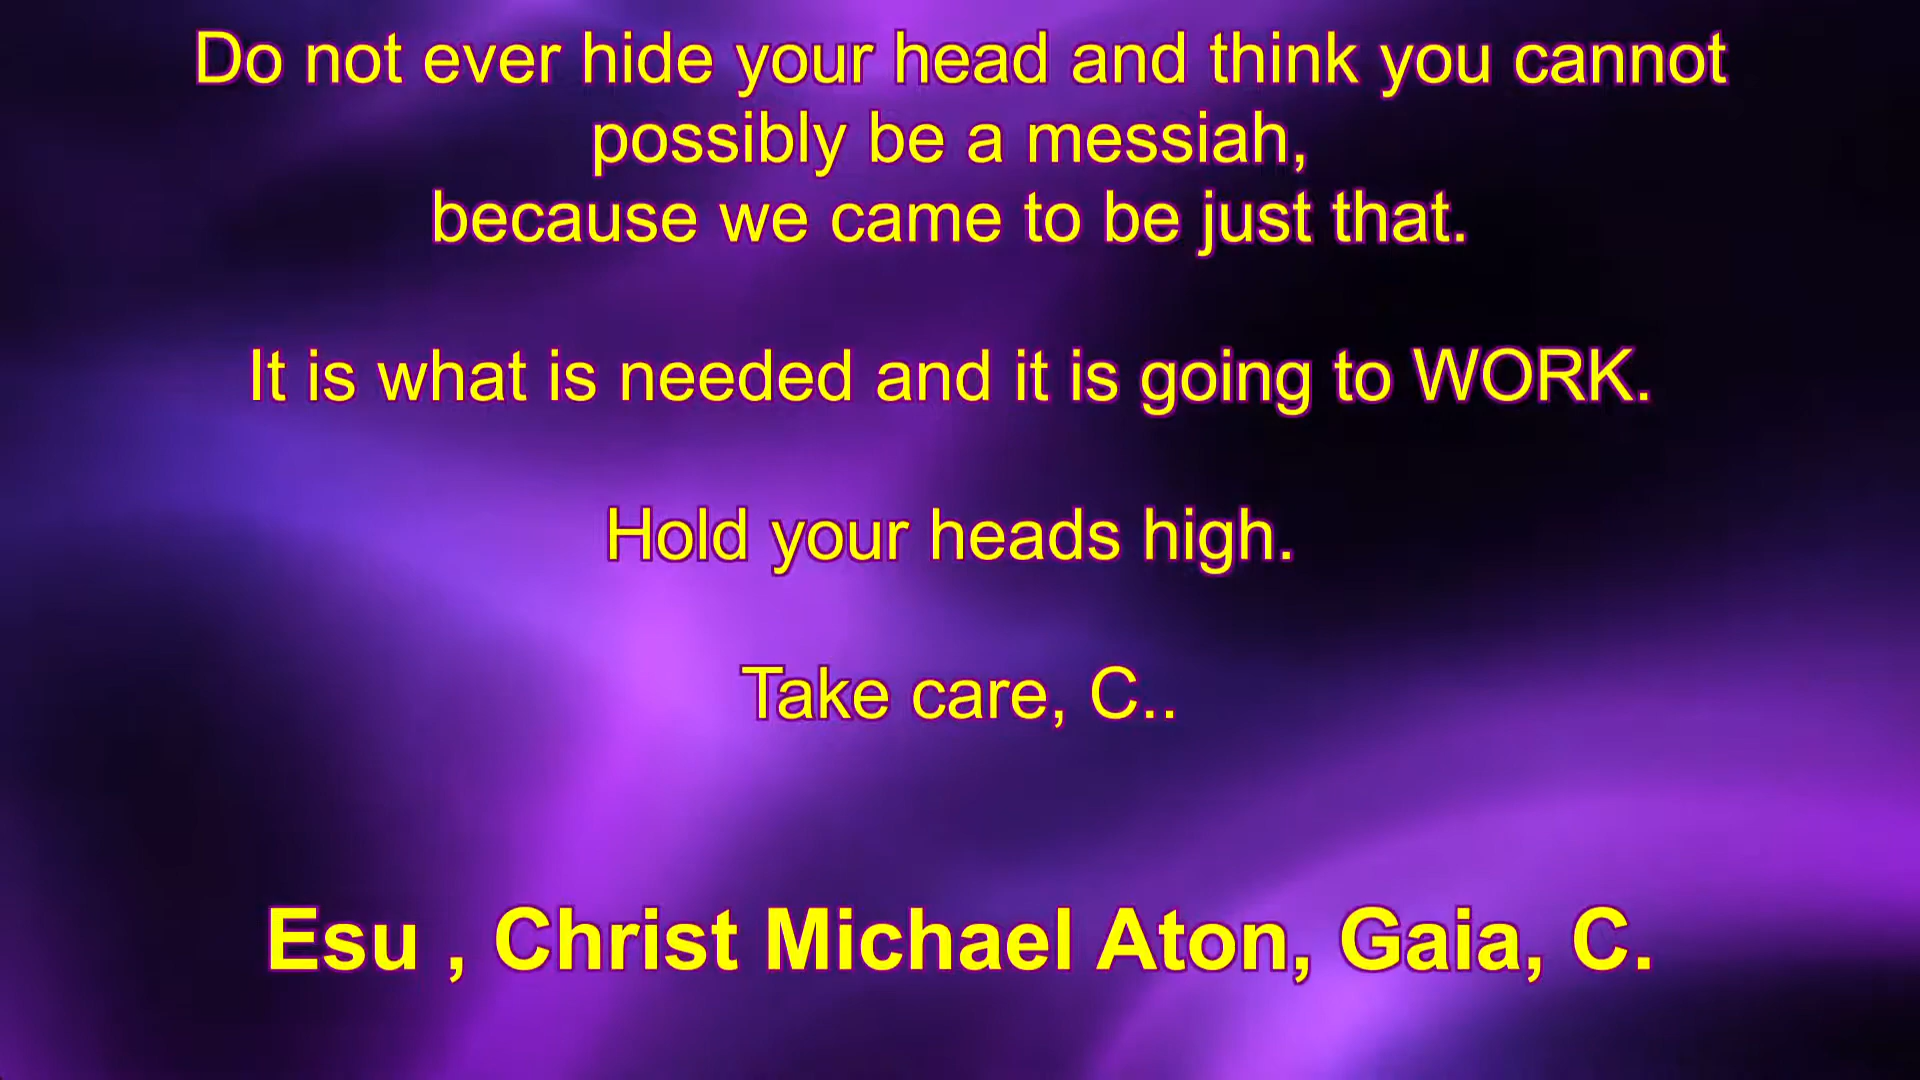 Do not ever hide your head and think you cannot
possibly be a messiah,
because we came to be just that.
It is what is needed and it is going to WORK.
Hold your heads high.
Take care, C..
Esu , Christ Michael Aton, Gaia, C.